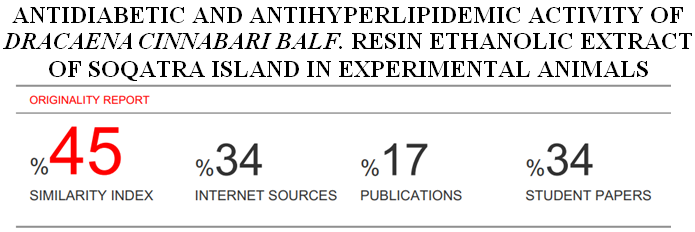 ANTIDIABETIC AND ANTIHYPERLIPIDEMIC ACTIVITY OF
DRACAENA CINNABARI BALF. RESIN ETHANOLIC EXTRACT
OF SOQATRA ISLAND IN EXPERIMENTAL ANIMALS
ORIGINALITY REPORT
%45 %34 %17 %34
SIMILARITY INDEX INTERNET SOURCES PUBLICATIONS STUDENT PAPERS